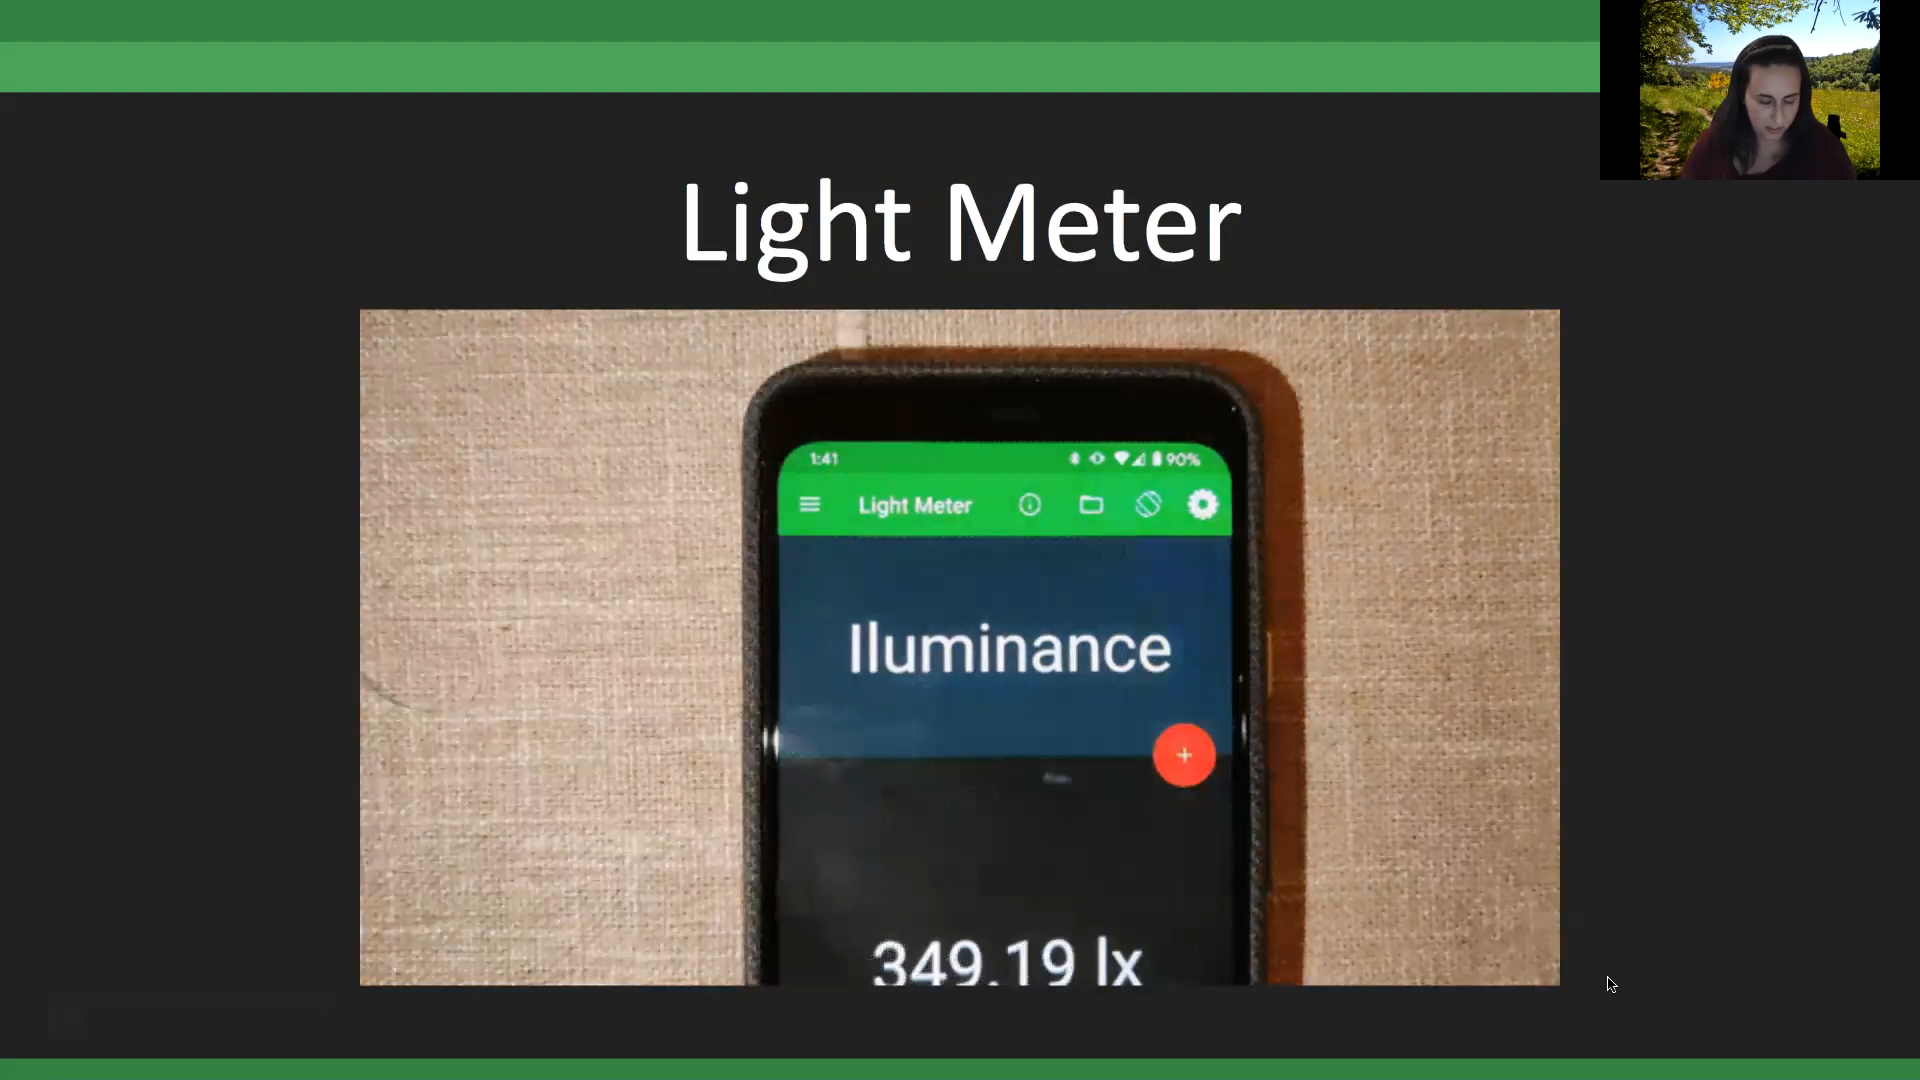 Light Meter
1:41
90%
Light Meter
Iluminance
+
349.19 lx